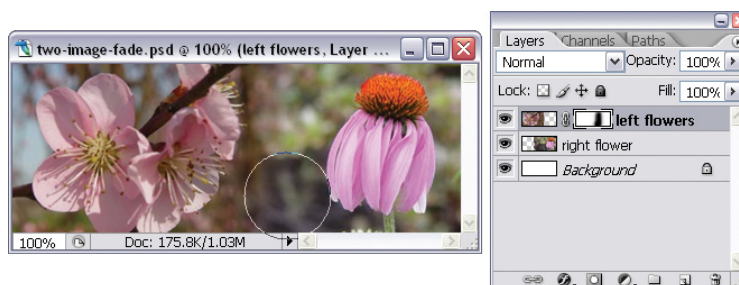 two-image-fade.psd @ 100% (left flowers, Layer ...
100%
Doc: 175.8K/1.03M
Layers Channels Paths
Normal Opacity: 100%
Lock: Fill: 100%
left flowers
right flower
Background